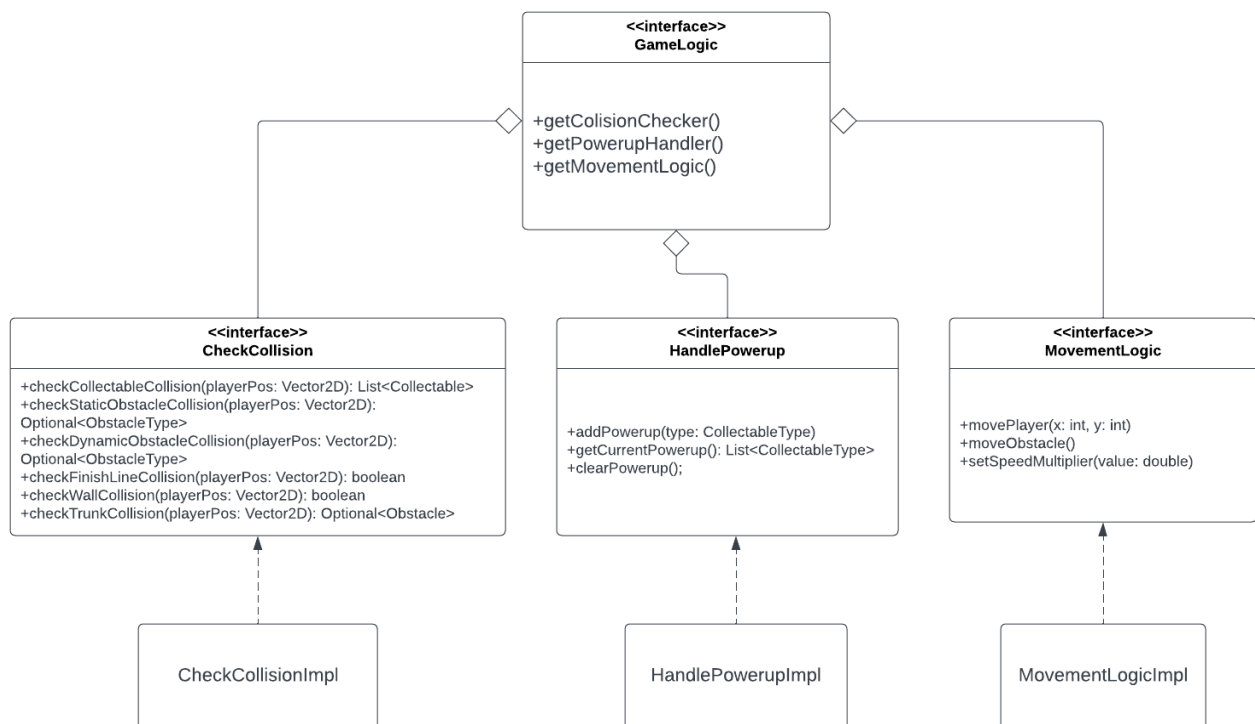 <<interface>>
GameLogic
+getColisionChecker()
+getPowerupHandler()
+getMovementLogic()
<<interface>>
CheckCollision
+checkCollectableCollision(playerPos: Vector2D): List<Collectable>
+checkStaticObstacleCollision(playerPos: Vector2D):
Optional<ObstacleType>
+checkDynamicObstacleCollision(playerPos: Vector2D):
Optional<ObstacleType>
+checkFinishLineCollision(playerPos: Vector2D): boolean
+checkWallCollision(playerPos: Vector2D): boolean
+checkTrunkCollision(playerPos: Vector2D): Optional<Obstacle>
<<interface>>
HandlePowerup
+addPowerup(type: CollectableType)
+getCurrentPowerup(): List<CollectableType>
+clearPowerup();
<<interface>>
MovementLogic
+movePlayer(x: int, y: int)
+moveObstacle()
+setSpeedMultiplier(value: double)
CheckCollisionImpl
HandlePowerupImpl
MovementLogicImpl